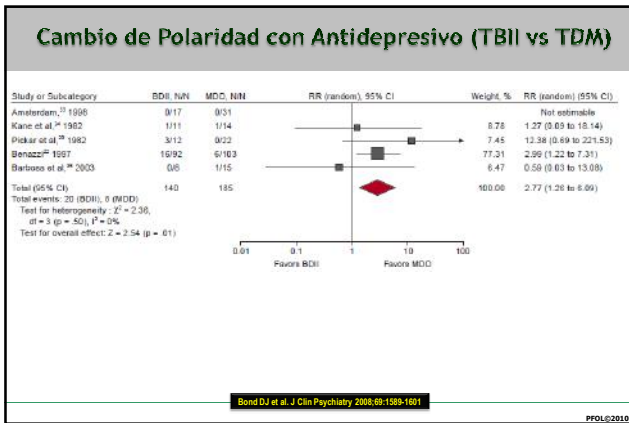 Cambio de Polaridad con Antidepresivo (TBII vs TDM)
Study or Subcategory BDII, N/N MDD, N/N RR (random), 95% CI Weight, % RR (random) (95% CI)
Amsterdam, 1998 0/17 0/31 Not estimable
Kane et al, 1982 1/11 1/14 8.78 1.27 (0.09 to 18.14)
Pickar et al, 1982 3/12 0/22 7.45 12.38 (0.69 to 221.53)
Benazzi 1997 16/92 6/103 77.31 2.99 (1.22 to 7.31)
Barbosa et al, 2003 0/8 1/15 6.47 0.59 (0.03 to 13.08)
Total (95% CI) 140 185 100.00 2.77 (1.26 to 6.09)
Total events: 20 (BDII), 8 (MDD)
Test for heterogeneity: χ² = 2.36,
df = 3 (p = .50), I² = 0%
Test for overall effect: Z = 2.54 (p = .01)
0.01 0.1 1 10 100
Favors BDII Favors MDD
Bond DJ et al. J Clin Psychiatry 2008;69:1589-1601
PFOL©2010